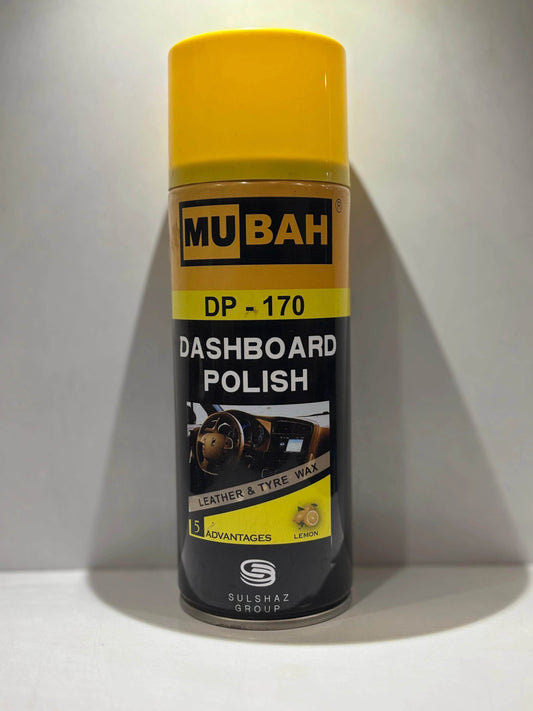 MUBAH ®
DP - 170
DASHBOARD
POLISH
LEATHER & TYRE WAX
5 ADVANTAGES
LEMON
SULSHAZ
GROUP